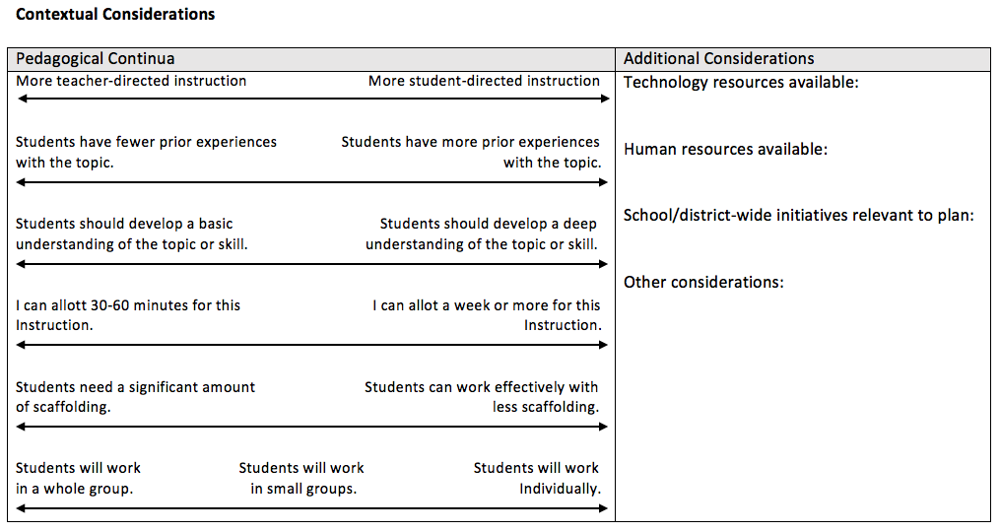 Contextual Considerations
Pedagogical Continua
More teacher-directed instruction
More student-directed instruction
Students have fewer prior experiences
with the topic.
Students have more prior experiences
with the topic.
Students should develop a basic
understanding of the topic or skill.
Students should develop a deep
understanding of the topic or skill.
I can allott 30-60 minutes for this
Instruction.
I can allot a week or more for this
Instruction.
Students need a significant amount
of scaffolding.
Students can work effectively with
less scaffolding.
Students will work
in a whole group.
Students will work
in small groups.
Students will work
Individually.
Additional Considerations
Technology resources available:
Human resources available:
School/district-wide initiatives relevant to plan:
Other considerations: